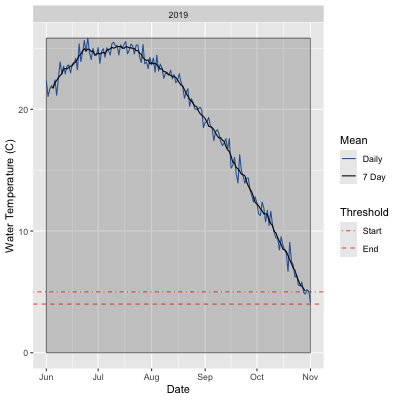 2019
Water Temperature (C)
20
10
0
Jun Jul Aug Sep Oct Nov
Date
Mean
Daily
7 Day
Threshold
Start
End